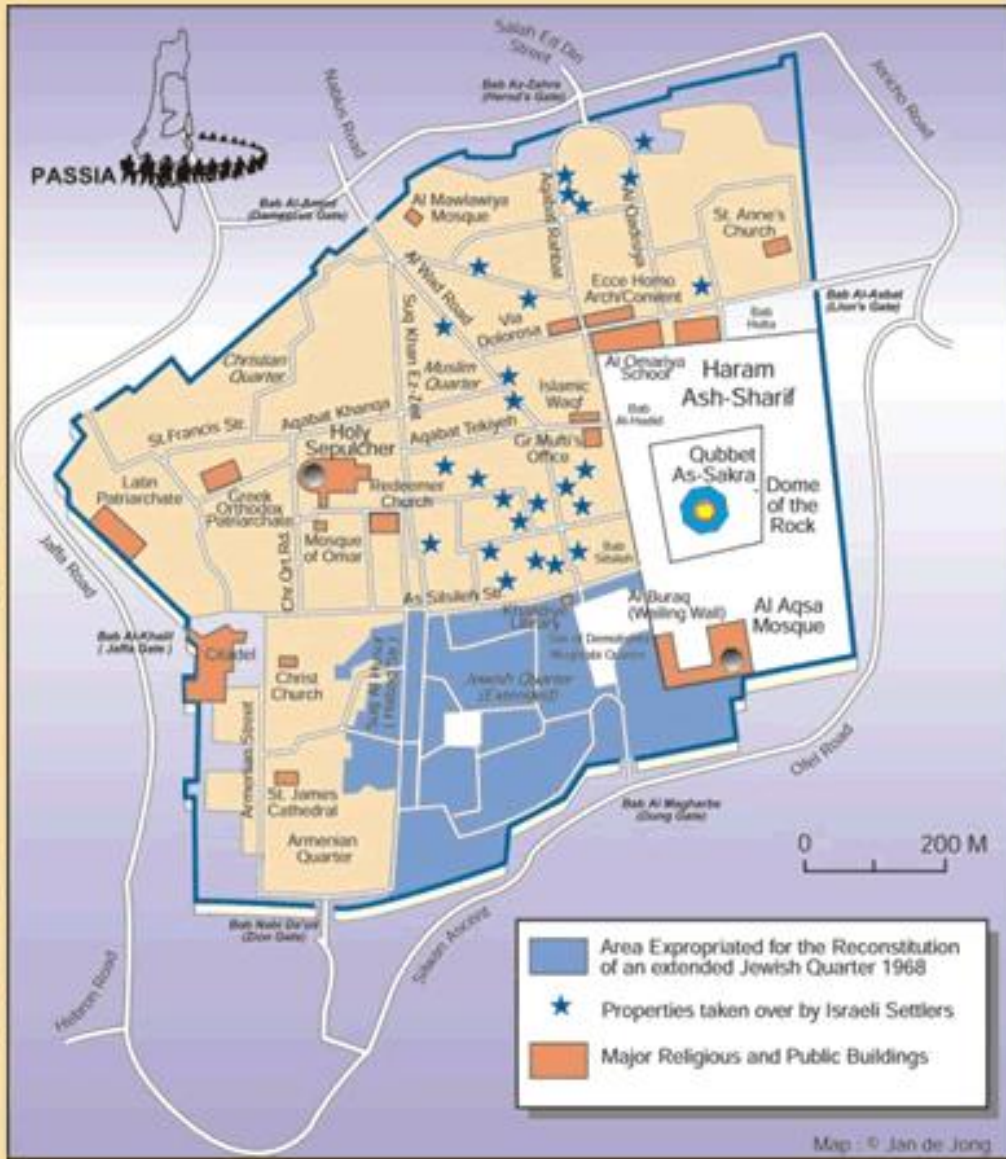 PASSIA
Salah Ed Din
Street
Bab Az-Zahra
(Herod's Gate)
Nablus Road
Jericho Road
Bab Al-Amud
(Damascus Gate)
Al Mawlawiya
Mosque
Aqabat Rahbat
Al Qadisiya
St. Anne's
Church
Al Wad Road
Ecce Homo
Arch/Convent
Bab Al-Asbat
(Lion's Gate)
Via
Dolorosa
Bab
Hutta
Suq Khan Ez-Zeit
Christian
Quarter
Muslim
Quarter
Al Omariya
School
Haram
Ash-Sharif
Islamic
Waqf
Bab
Al-Hadid
St.Francis Str.
Aqabat Khanqa
Aqabat Tekiyeh
Holy
Sepulcher
Gr.Mufti's
Office
Qubbet
As-Sakra
Dome
of the
Rock
Latin
Patriarchate
Greek
Orthodox
Patriarchate
Redeemer
Church
Mosque
of Omar
Chr.Qrt.Rd.
Bab
Silsileh
Jaffa Road
As Silsileh Str.
Khalidiya
Library
Al Buraq
(Wailing Wall)
Al Aqsa
Mosque
Bab Al-Khalil
( Jaffa Gate )
Citadel
Christ
Church
Jewish Quarter
(Extended)
Armenian
St. James
Cathedral
Armenian
Quarter
Ofel Road
Bab Al Magharbe
(Dung Gate)
0 200 M
Bab Nabi Da'ud
(Zion Gate)
Silwan Ascent
Hebron Road
Area Expropriated for the Reconstitution
of an extended Jewish Quarter 1968
Properties taken over by Israeli Settlers
Major Religious and Public Buildings
Map : © Jan de Jong